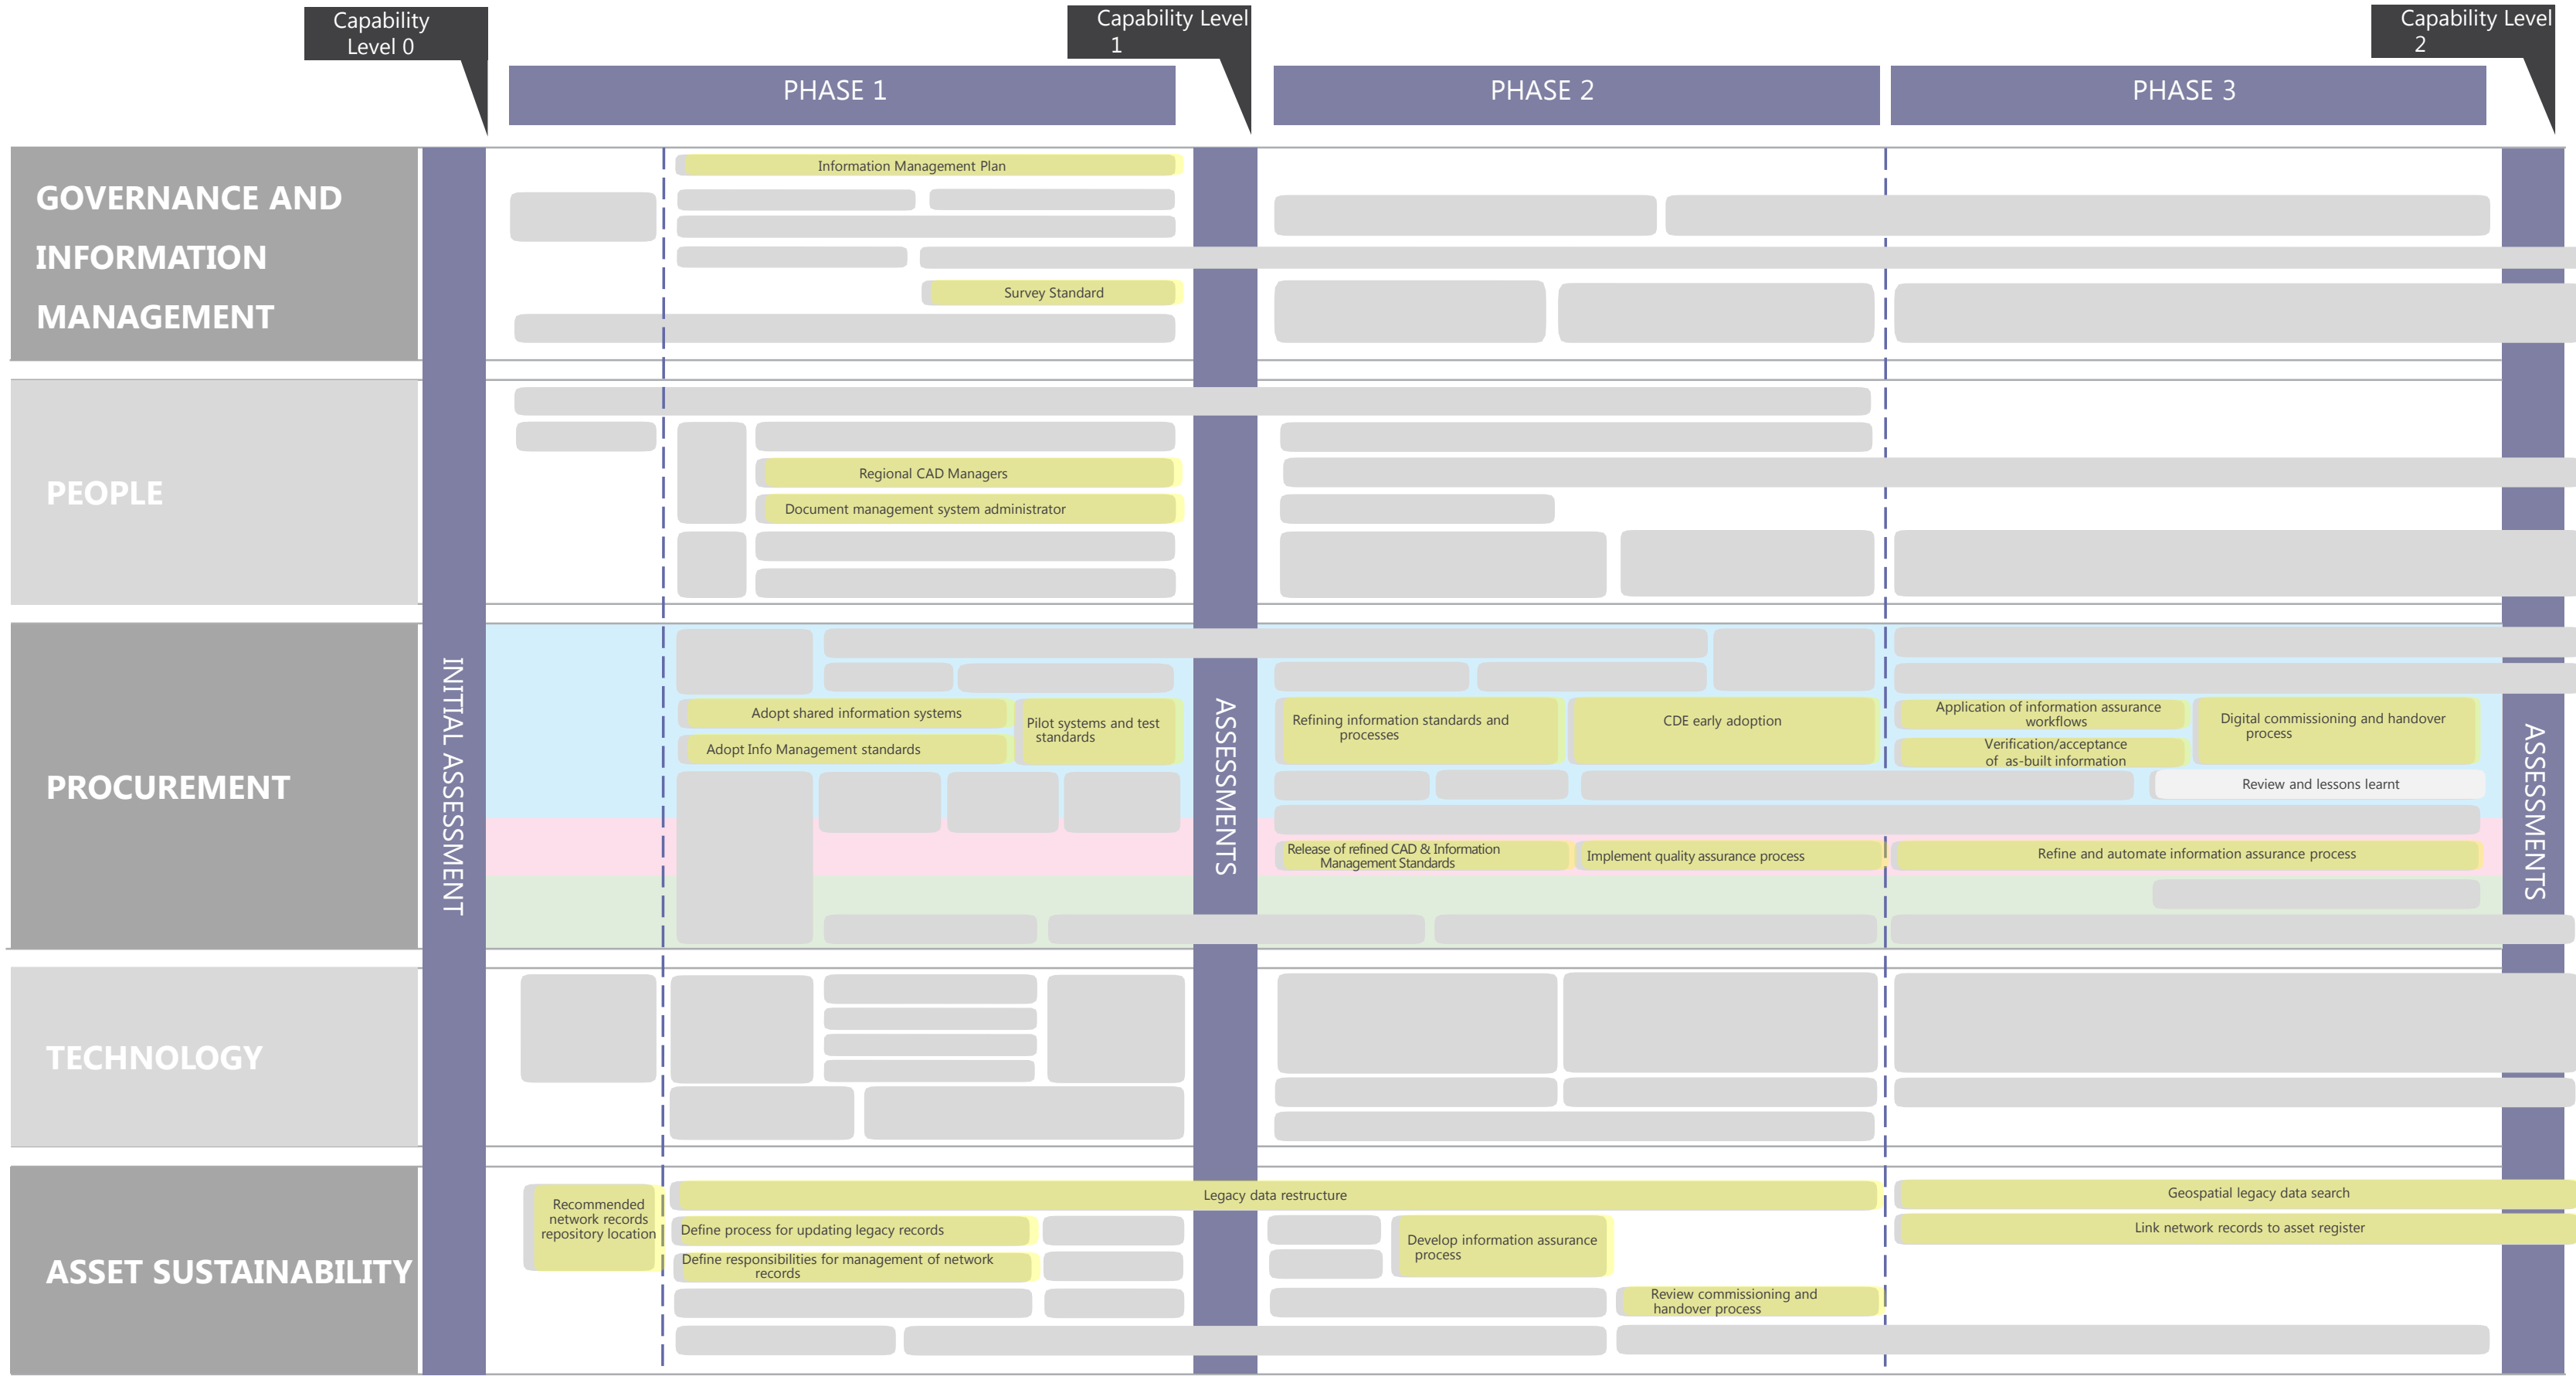 Capability
Level 0
Capability Level
1
Capability Level
2
PHASE 1
PHASE 2
PHASE 3
GOVERNANCE AND
INFORMATION
MANAGEMENT
Information Management Plan
Survey Standard
PEOPLE
Regional CAD Managers
Document management system administrator
INITIAL ASSESSMENT
ASSESSMENTS
ASSESSMENTS
PROCUREMENT
Adopt shared information systems
Adopt Info Management standards
Pilot systems and test
standards
Refining information standards and
processes
CDE early adoption
Application of information assurance
workflows
Verification/acceptance
of as-built information
Digital commissioning and handover
process
Review and lessons learnt
Release of refined CAD & Information
Management Standards
Implement quality assurance process
Refine and automate information assurance process
TECHNOLOGY
ASSET SUSTAINABILITY
Recommended
network records
repository location
Legacy data restructure
Define process for updating legacy records
Define responsibilities for management of network
records
Develop information assurance
process
Review commissioning and
handover process
Geospatial legacy data search
Link network records to asset register